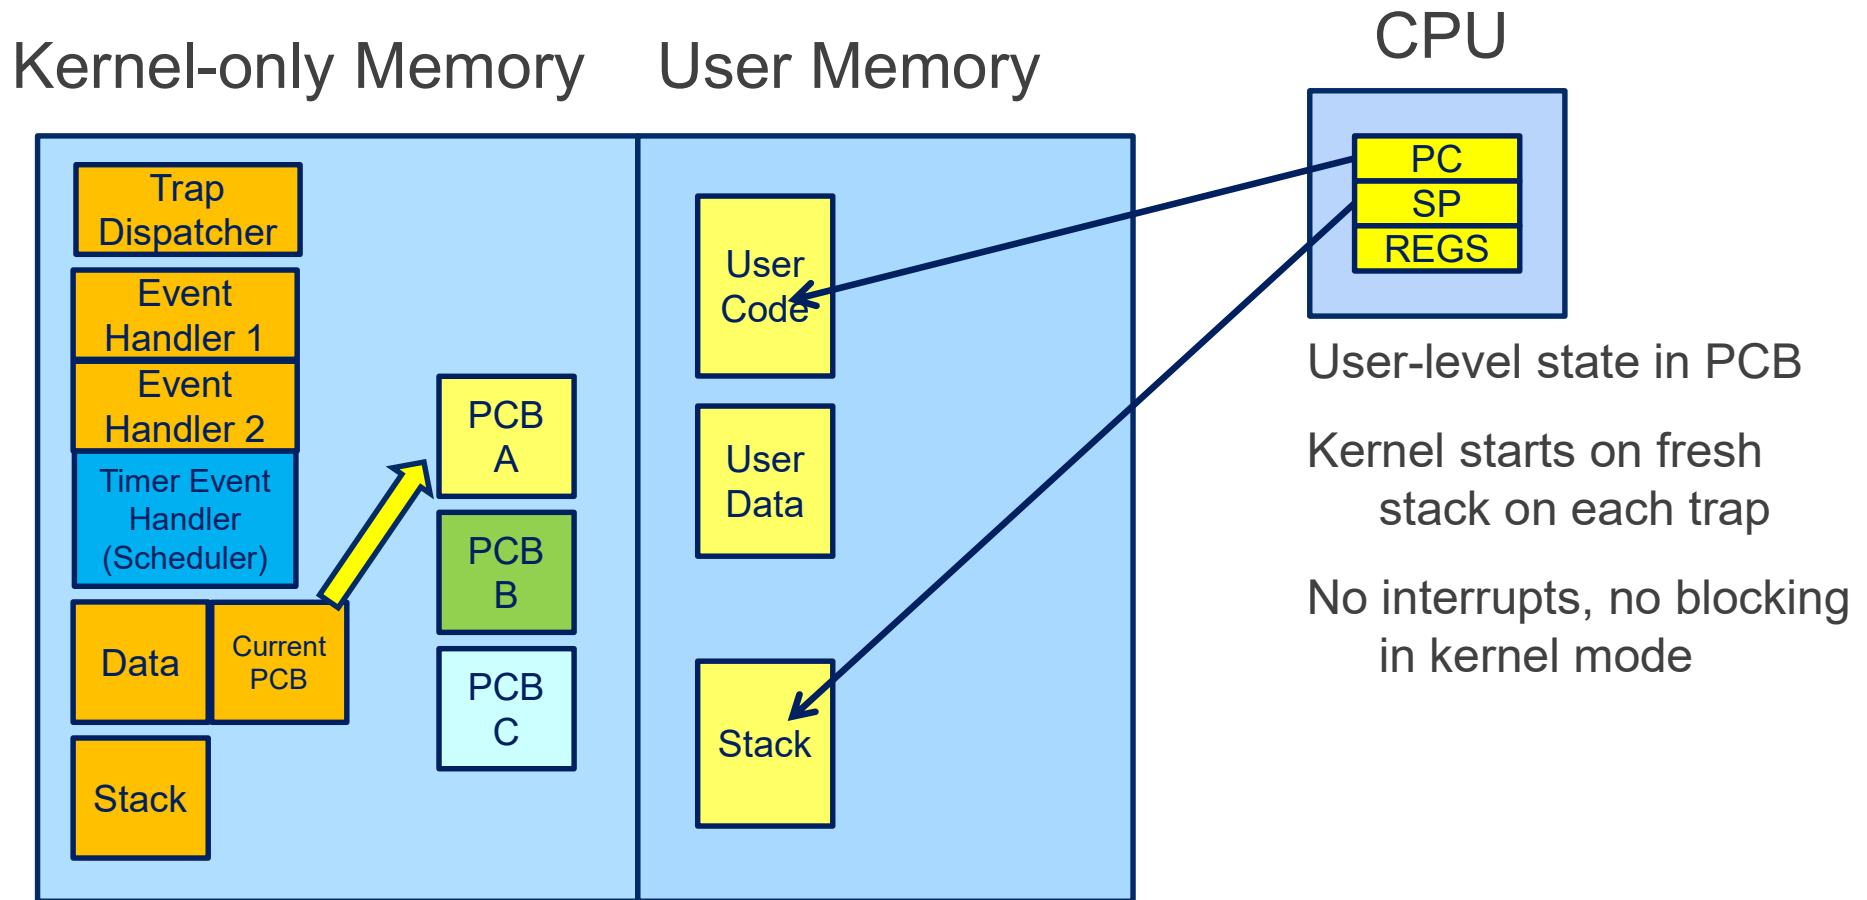 Kernel-only Memory
User Memory
CPU
Trap
Dispatcher
Event
Handler 1
Event
Handler 2
Timer Event
Handler
(Scheduler)
Data
Current
PCB
Stack
PCB
A
PCB
B
PCB
C
User
Code
User
Data
Stack
PC
SP
REGS
User-level state in PCB
Kernel starts on fresh
stack on each trap
No interrupts, no blocking
in kernel mode